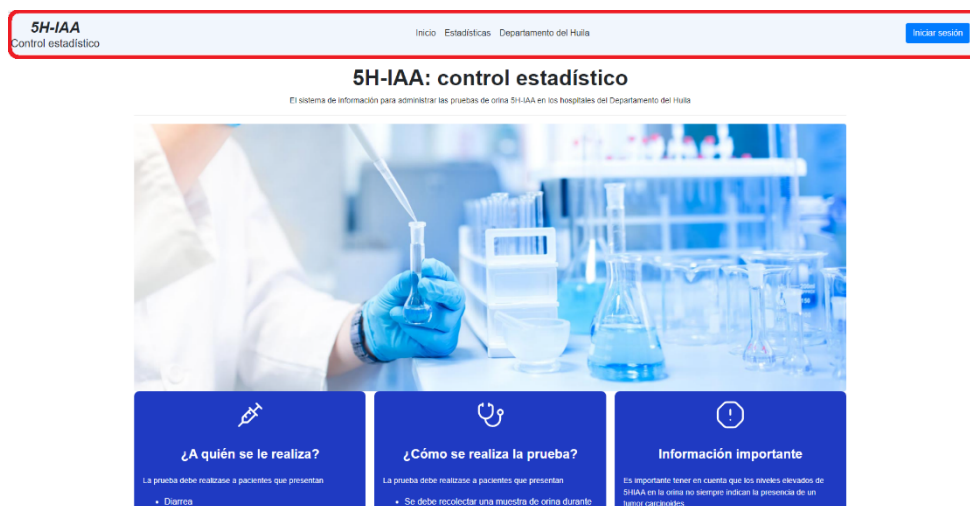 5H-IAA
Control estadístico
Inicio Estadísticas Departamento del Huila
Iniciar sesión
5H-IAA: control estadístico
El sistema de información para administrar las pruebas de orina 5H-IAA en los hospitales del Departamento del Huila
¿A quién se le realiza?
La prueba debe realizase a pacientes que presentan
• Diarrea
¿Cómo se realiza la prueba?
La prueba debe realizase a pacientes que presentan
• Se debe recolectar una muestra de orina durante
Información importante
Es importante tener en cuenta que los niveles elevados de
5HIAA en la orina no siempre indican la presencia de un
tumor carcinoides